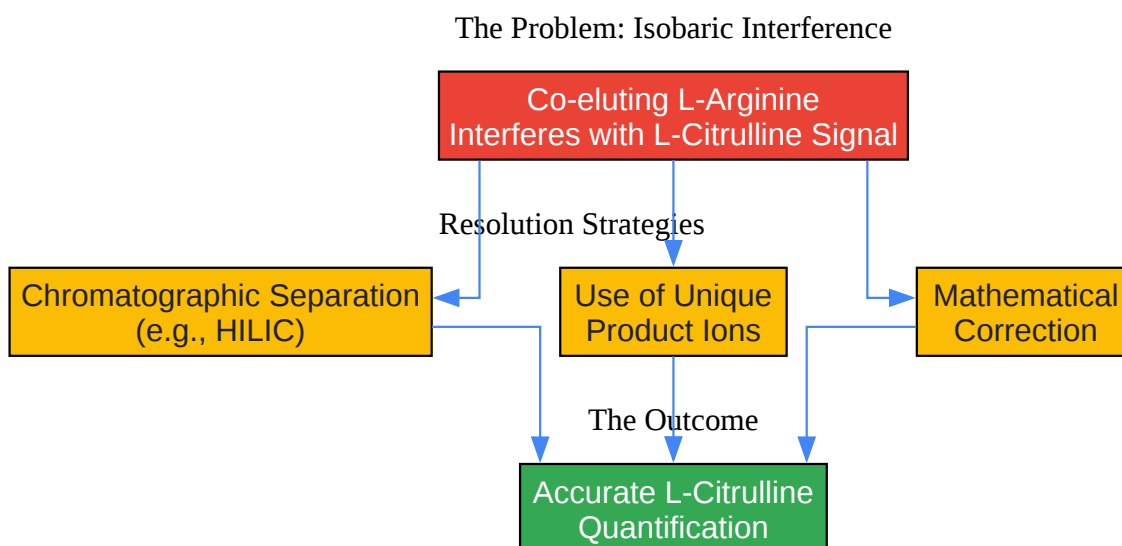 The Problem: Isobaric Interference
Co-eluting L-Arginine
Interferes with L-Citrulline Signal
Resolution Strategies
Chromatographic Separation
(e.g., HILIC)
Use of Unique
Product Ions
Mathematical
Correction
The Outcome
Accurate L-Citrulline
Quantification